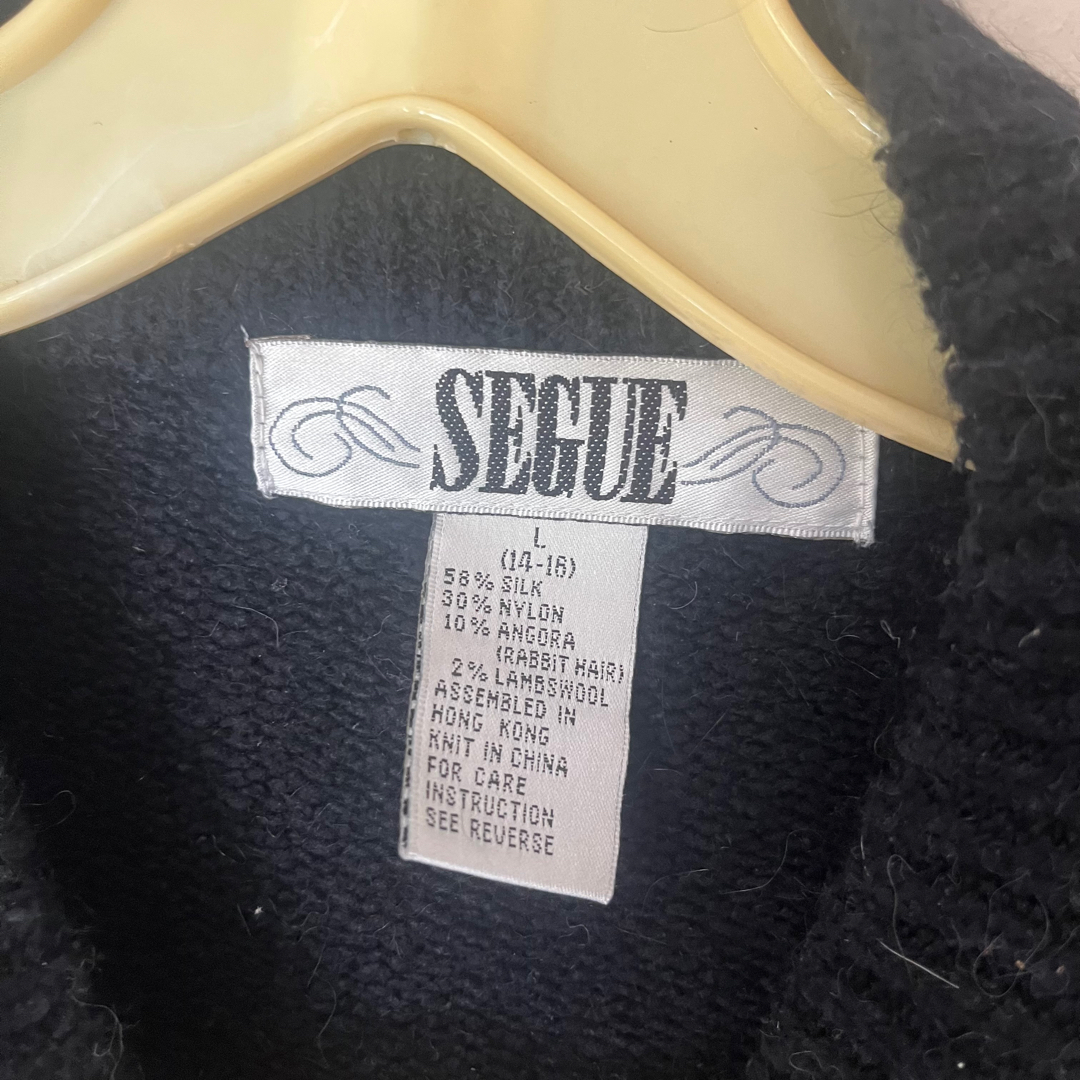 SEGUE
L
(14-16)
58% SILK
30% NYLON
10% ANGORA
(RABBIT HAIR)
2% LAMBSWOOL
ASSEMBLED IN
HONG KONG
KNIT IN CHINA
FOR CARE
INSTRUCTION
SEE REVERSE